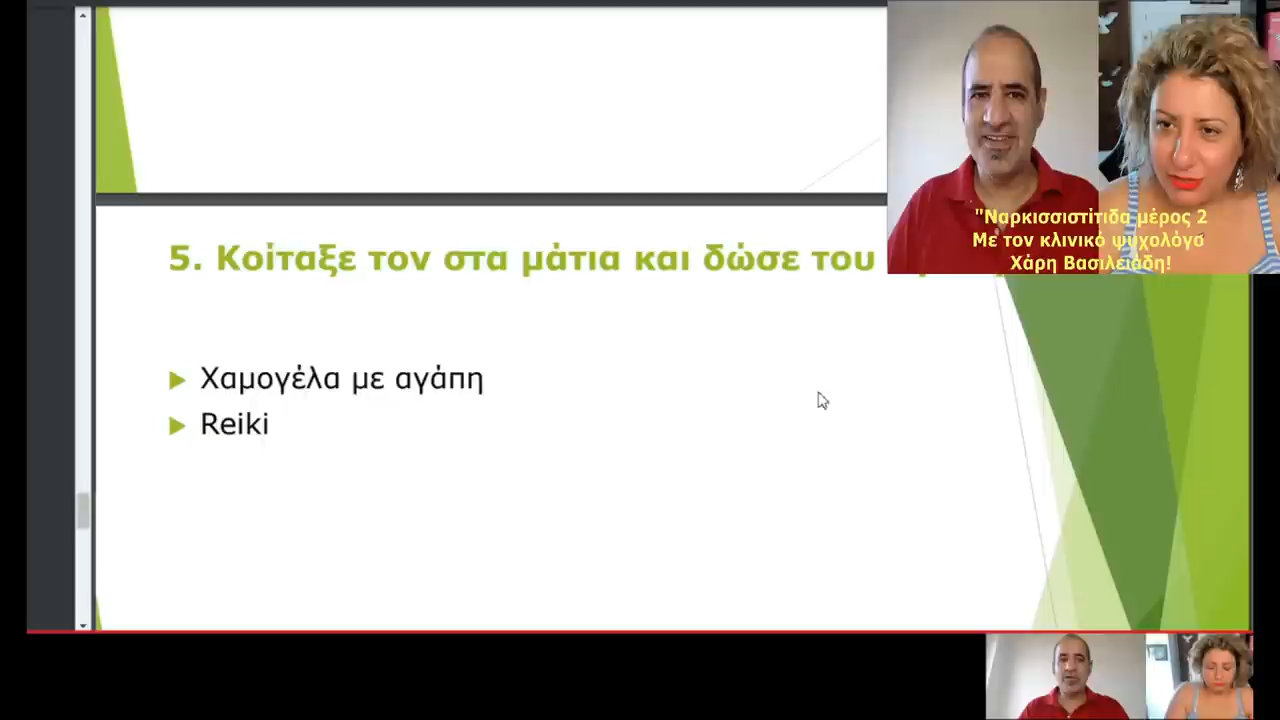 5. Κοίταξε τον στα μάτια και δώσε του
Χαμογέλα με αγάπη
Reiki
"Ναρκισσιστίτιδα μέρος 2
Με τον κλινικό ψυχολόγο
Χάρη Βασιλειάδη!